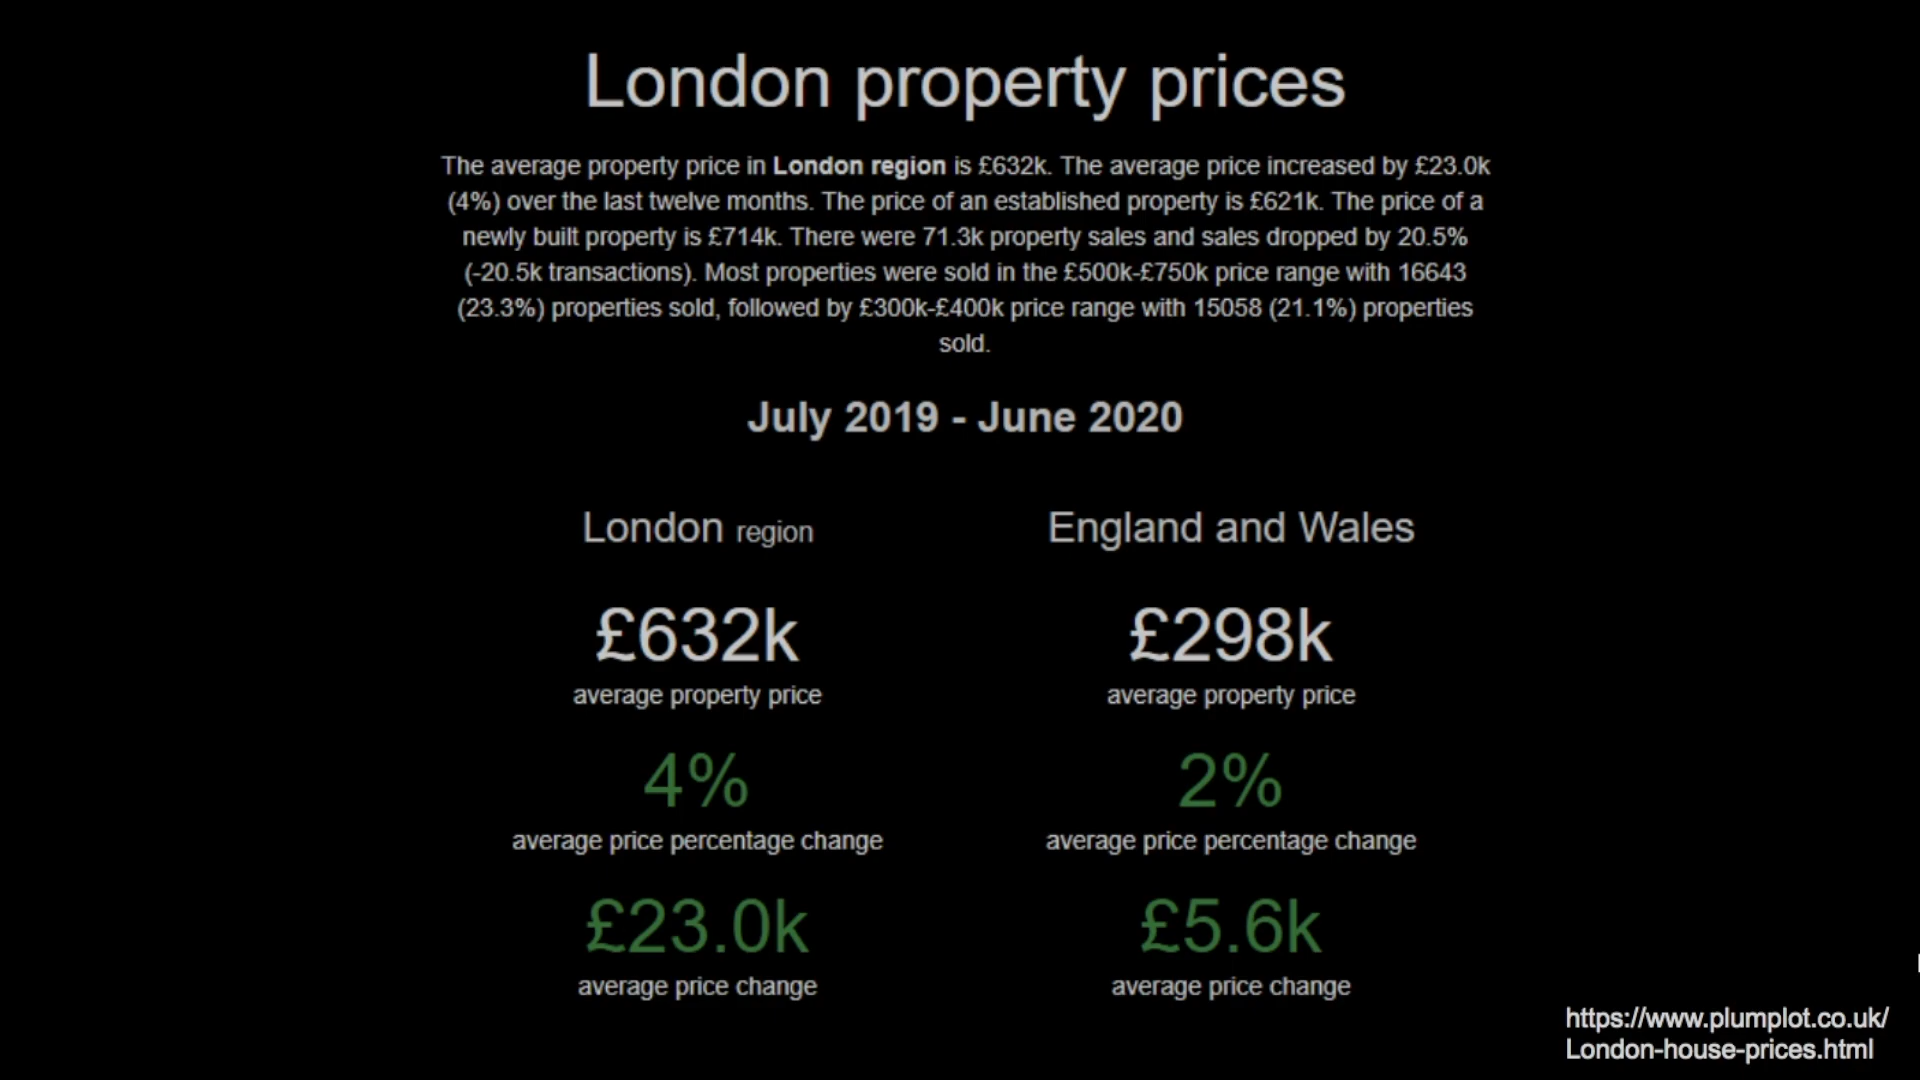 London property prices
The average property price in London region is £632k. The average price increased by £23.0k
(4%) over the last twelve months. The price of an established property is £621k. The price of a
newly built property is £714k. There were 71.3k property sales and sales dropped by 20.5%
(-20.5k transactions). Most properties were sold in the £500k-£750k price range with 16643
(23.3%) properties sold, followed by £300k-£400k price range with 15058 (21.1%) properties
sold.
July 2019 - June 2020
London region
England and Wales
£632k
£298k
average property price
average property price
4%
2%
average price percentage change
average price percentage change
£23.0k
£5.6k
average price change
average price change
https://www.plumplot.co.uk/
London-house-prices.html